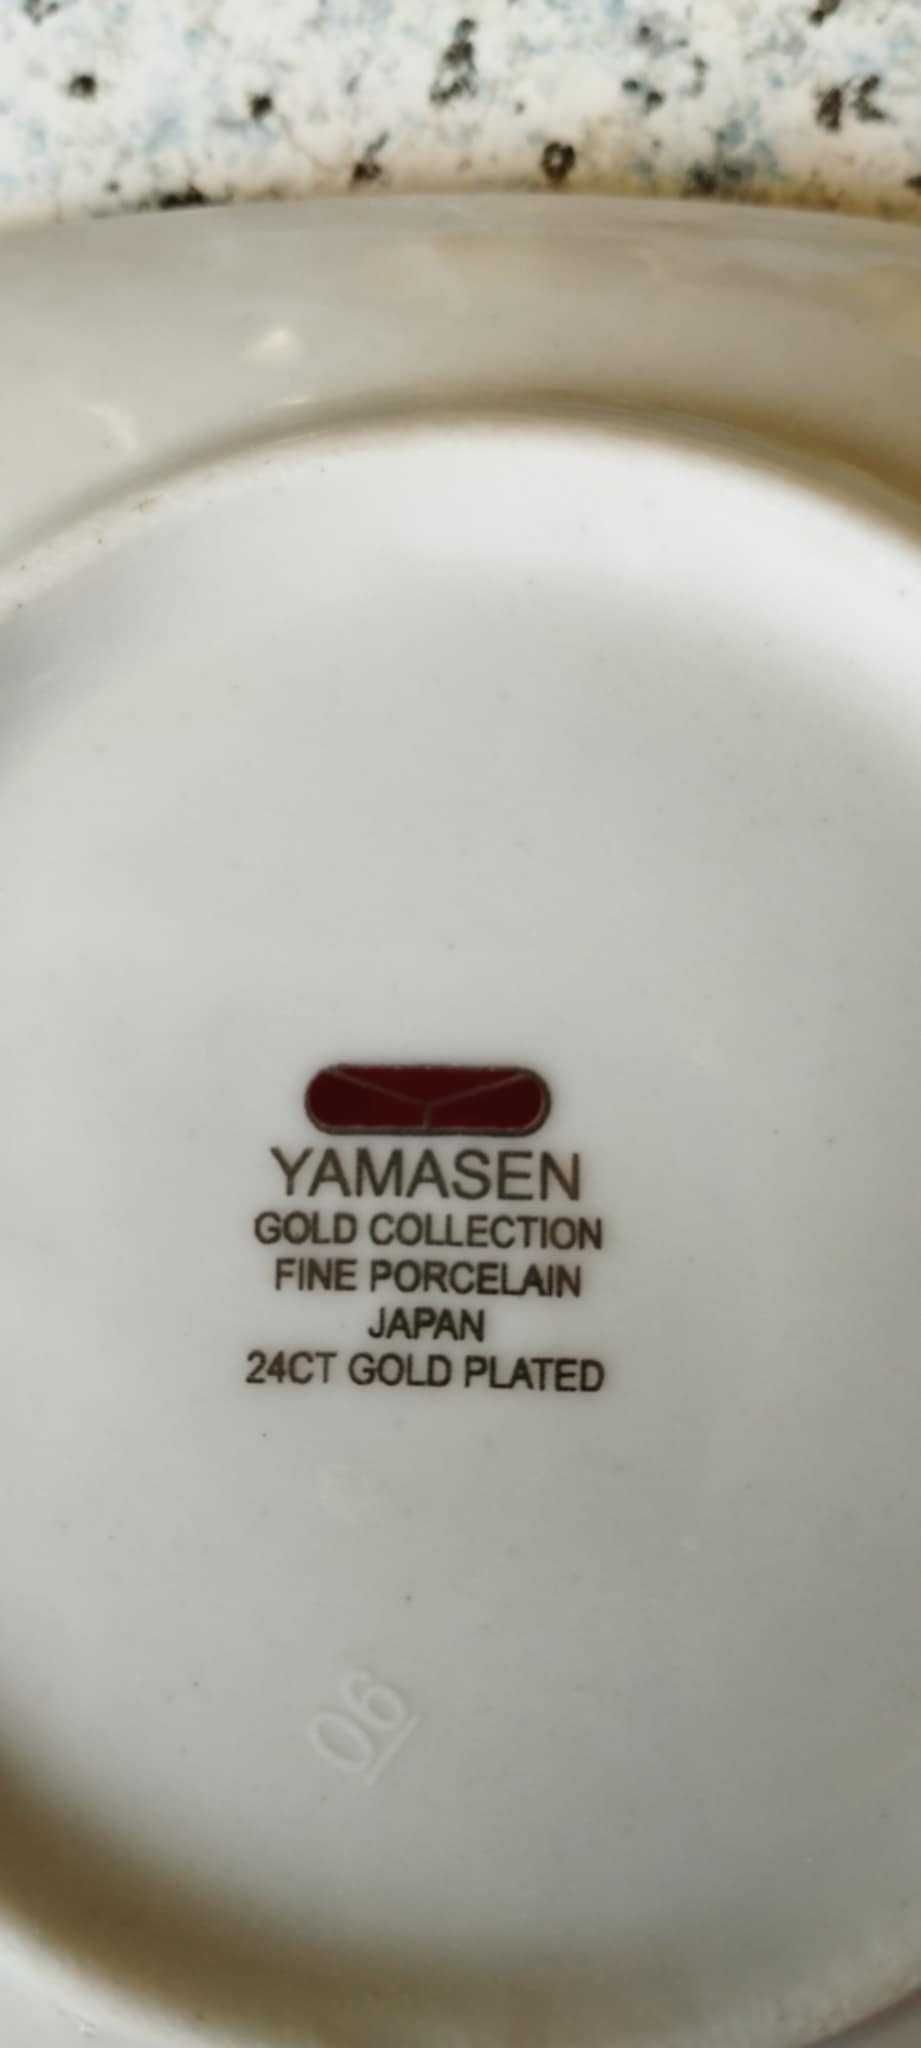 YAMASEN
GOLD COLLECTION
FINE PORCELAIN
JAPAN
24CT GOLD PLATED
06